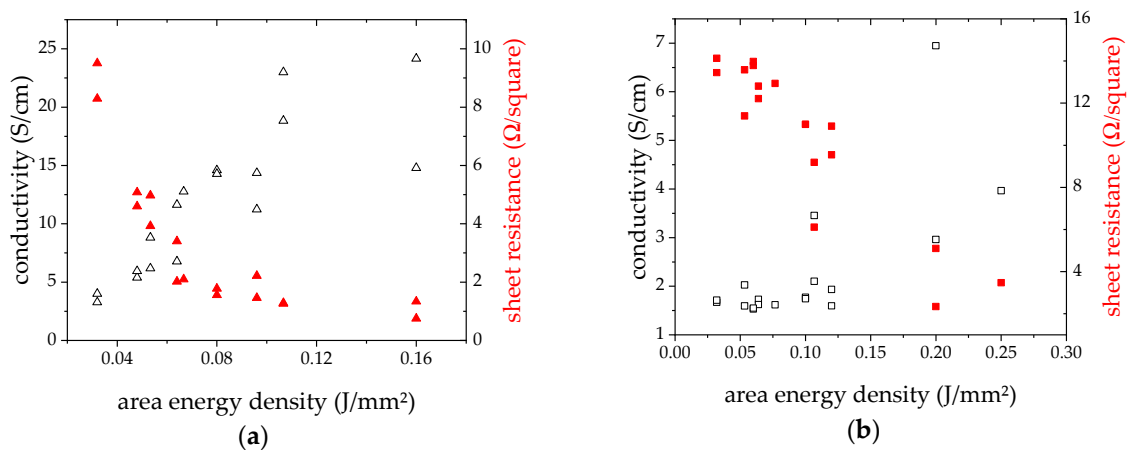 conductivity (S/cm)
25
20
15
10
5
0
10
8
6
4
2
0
sheet resistance (Ω/square)
0.04 0.08 0.12 0.16
area energy density (J/mm²)
(a)
conductivity (S/cm)
7
6
5
4
3
2
1
16
12
8
4
sheet resistance (Ω/square)
0.00 0.05 0.10 0.15 0.20 0.25 0.30
area energy density (J/mm²)
(b)